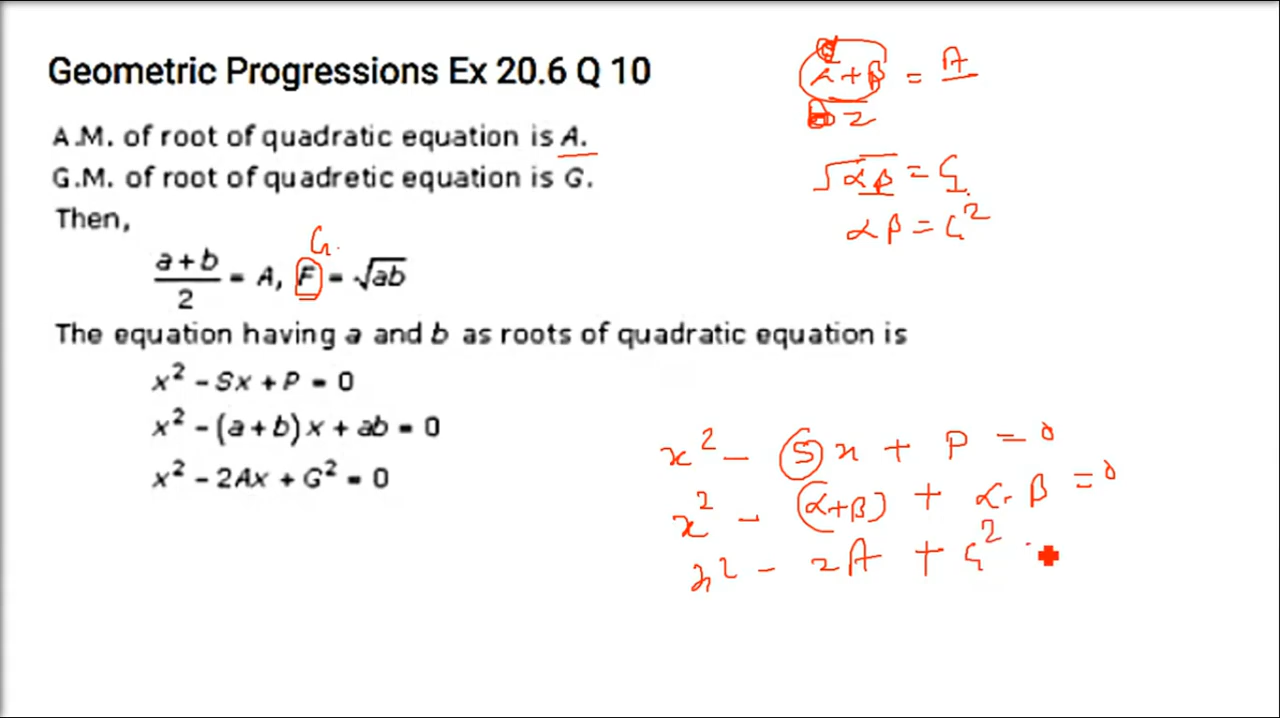 Geometric Progressions Ex 20.6 Q 10
A.M. of root of quadratic equation is A.
G.M. of root of quadretic equation is G.
Then,
G.
a+b/2 = A, F = √ab
The equation having a and b as roots of quadratic equation is
x² - Sx + P = 0
x² - (a+b)x + ab = 0
x² - 2Ax + G² = 0
α+β/2 = A
√αβ = G.
αβ = G²
x² - Sx + P = 0
x² - (α+β) + α.β = 0
x² - 2A + G²